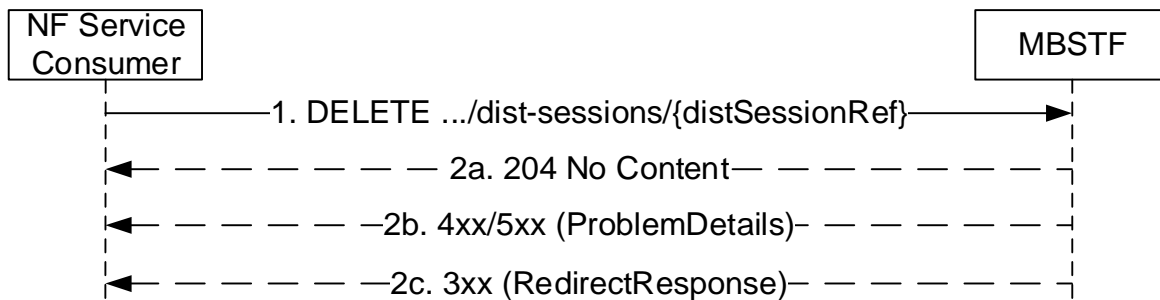 NF Service
Consumer
MBSTF
1. DELETE .../dist-sessions/{distSessionRef}
2a. 204 No Content
2b. 4xx/5xx (ProblemDetails)
2c. 3xx (RedirectResponse)